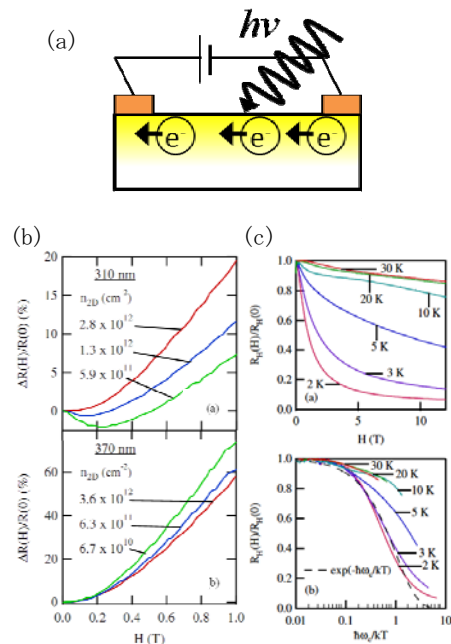 (a)
hν
e⁻ e⁻ e⁻
(b)
310 nm
n2D (cm⁻²)
2.8 x 10¹²
1.3 x 10¹²
5.9 x 10¹¹
(a)
ΔR(H)/R(0) (%)
20
15
10
5
0
370 nm
n2D (cm⁻²)
3.6 x 10¹²
6.3 x 10¹¹
6.7 x 10¹⁰
b)
ΔR(H)/R(0) (%)
60
40
20
0
0.0 0.2 0.4 0.6 0.8 1.0
H (T)
(c)
RH(H)/RH(0)
1.0
0.8
0.6
0.4
0.2
0.0
30 K
20 K
10 K
5 K
3 K
2 K
(a)
0 5 10
H (T)
RH(H)/RH(0)
1.0
0.8
0.6
0.4
0.2
0.0
30 K
20 K
10 K
5 K
3 K
2 K
exp(-ħωc/kT)
(b)
0.01 0.1 1 10
ħωc/kT